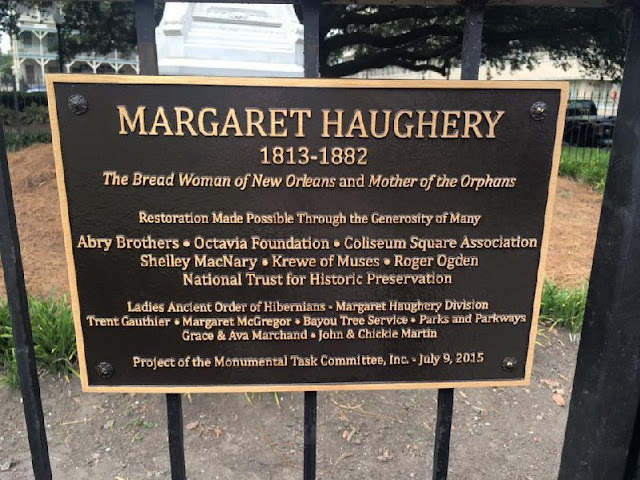 MARGARET HAUGHERY
1813-1882
The Bread Woman of New Orleans and Mother of the Orphans
Restoration Made Possible Through the Generosity of Many
Abry Brothers • Octavia Foundation • Coliseum Square Association
Shelley MacNary • Krewe of Muses • Roger Ogden
National Trust for Historic Preservation
Ladies Ancient Order of Hibernians - Margaret Haughery Division
Trent Gauthier • Margaret McGregor • Bayou Tree Service • Parks and Parkways
Grace & Ava Marchand • John & Chickie Martin
Project of the Monumental Task Committee, Inc. - July 9, 2015